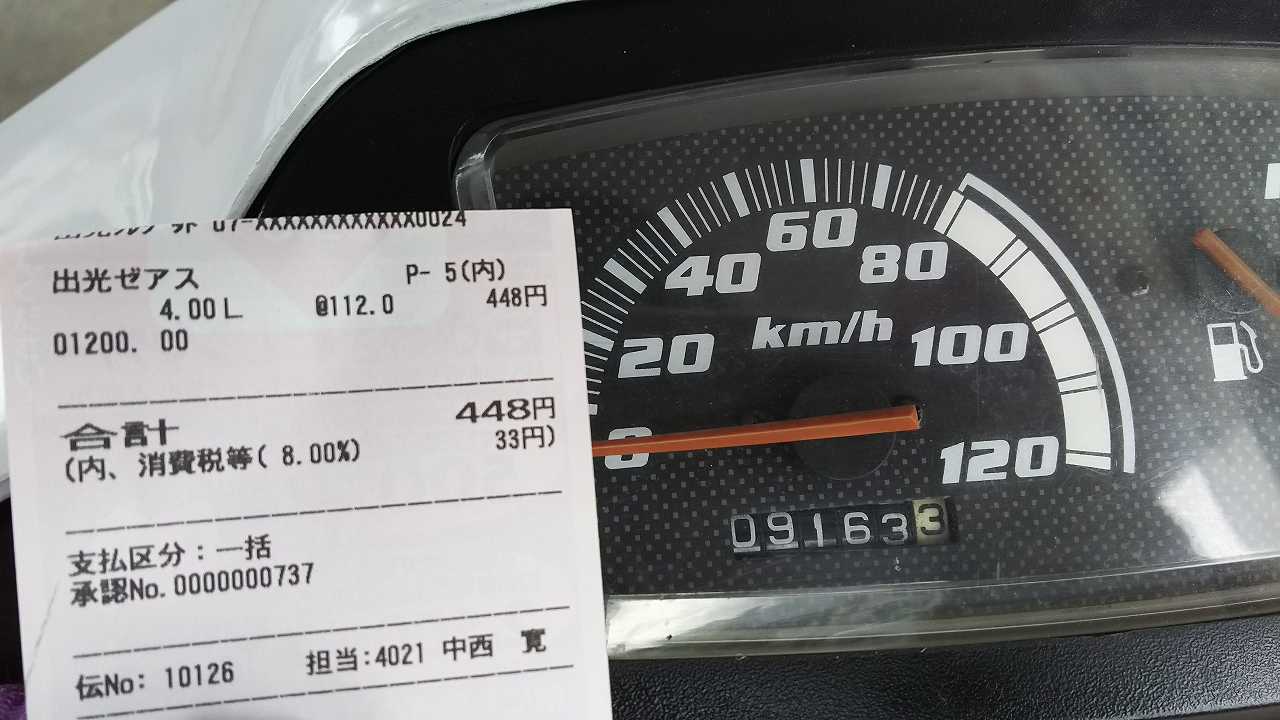 07-XXXXXXXXXXXX0024
出光ゼアス P- 5(内)
4.00L @112.0 448円
01200. 00
合計 448円
(内、消費税等( 8.00%) 33円)
支払区分：一括
承認No.0000000737
伝No: 10126 担当:4021 中西 寛
0
20
40
60
80
100
120
km/h
091633